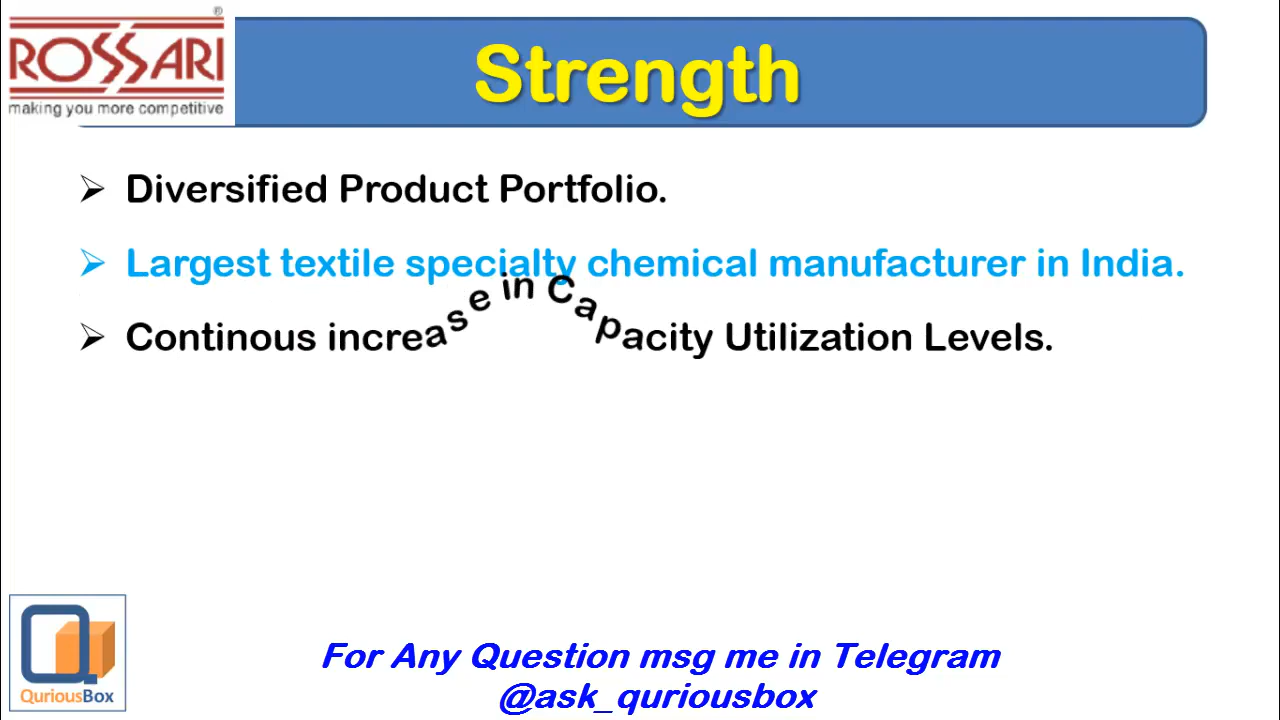 ROSSARI®
making you more competitive
Strength
Diversified Product Portfolio.
Largest textile specialty chemical manufacturer in India.
Continous increase in Capacity Utilization Levels.
QuriousBox
For Any Question msg me in Telegram
@ask_quriousbox